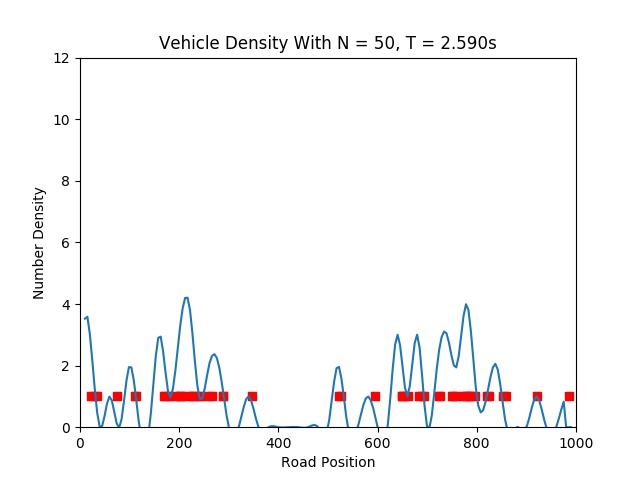 Vehicle Density With N = 50, T = 2.590s
12
10
8
6
4
2
0
Number Density
0 200 400 600 800 1000
Road Position